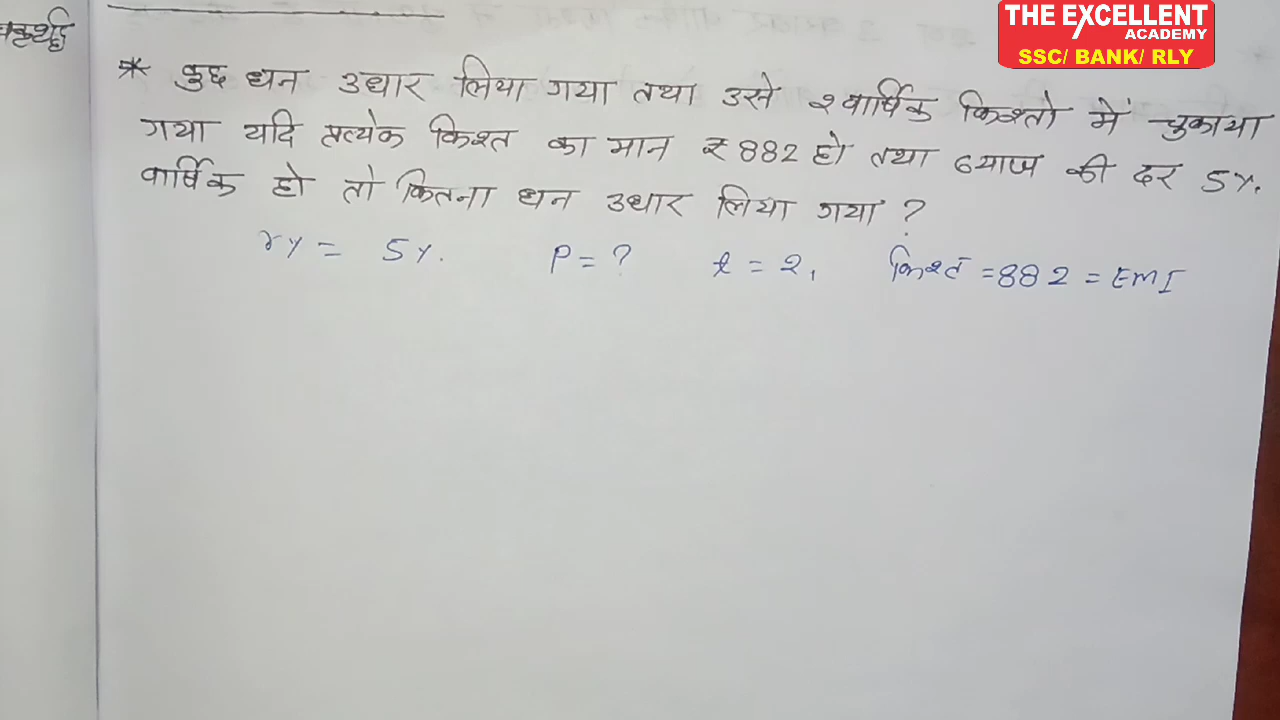 THE EXCELLENT
ACADEMY
SSC/ BANK/ RLY
* कुछ धन उधार लिया गया तथा उसे २ वार्षिक किश्तो में चुकाया
गया यदि प्रत्येक किश्त का मान ₹ 882 हो तथा ब्याज की दर 5%.
वार्षिक हो तो कितना धन उधार लिया गया ?
r% = 5%. P = ? t = 2, किश्त = 882 = EMI